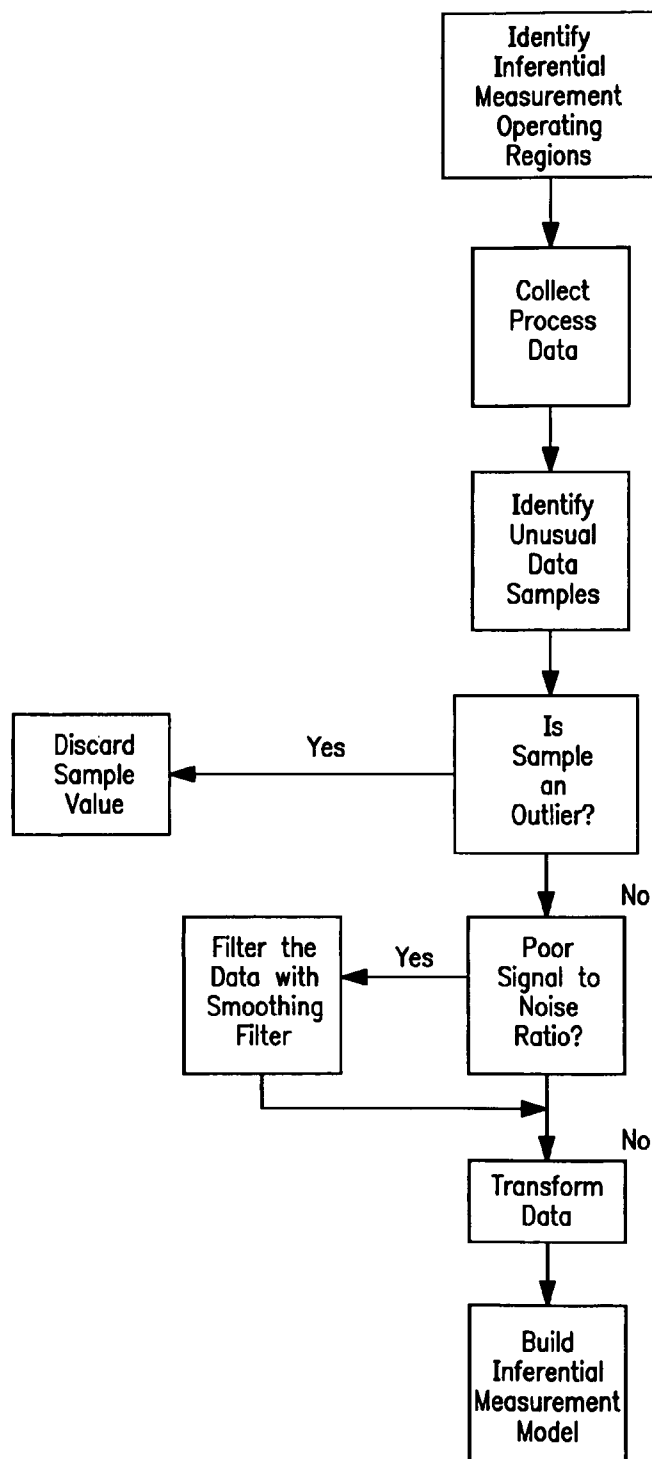 Identify
Inferential
Measurement
Operating
Regions
Collect
Process
Data
Identify
Unusual
Data
Samples
Is
Sample
an
Outlier?
Yes
Discard
Sample
Value
No
Poor
Signal to
Noise
Ratio?
Yes
Filter the
Data with
Smoothing
Filter
No
Transform
Data
Build
Inferential
Measurement
Model